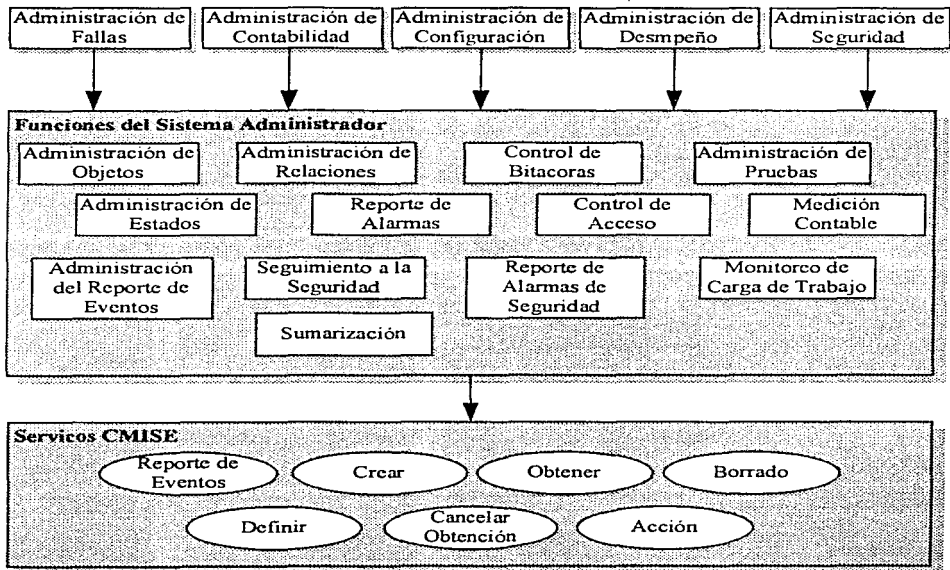 Administración de
Fallas
Administración de
Contabilidad
Administración de
Configuración
Administración de
Desmpeño
Administración de
Seguridad
Funciones del Sistema Administrador
Administración de
Objetos
Administración de
Relaciones
Control de
Bitacoras
Administración de
Pruebas
Administración de
Estados
Reporte de
Alarmas
Control de
Acceso
Medición
Contable
Administración
del Reporte de
Eventos
Seguimiento a la
Seguridad
Reporte de
Alarmas de
Seguridad
Monitoreo de
Carga de Trabajo
Sumarización
Servicos CMISE
Reporte de
Eventos
Crear
Obtener
Borrado
Definir
Cancelar
Obtención
Acción